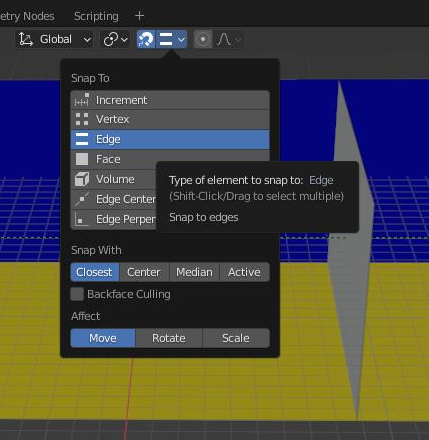 etry Nodes Scripting +
Global
Snap To
Increment
Vertex
Edge
Face
Volume
Edge Center
Edge Perper
Type of element to snap to: Edge
(Shift-Click/Drag to select multiple)
Snap to edges
Snap With
Closest Center Median Active
Backface Culling
Affect
Move Rotate Scale